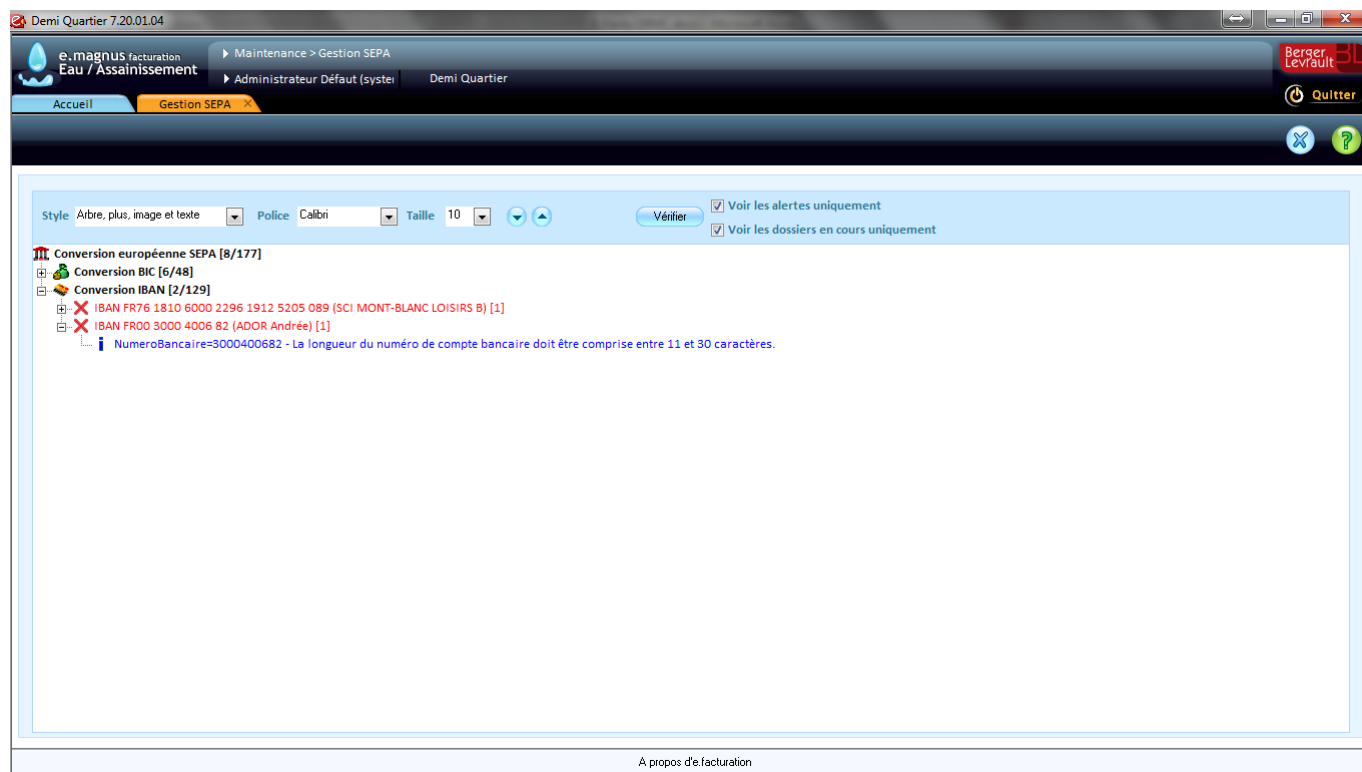 Demi Quartier 7.20.01.04
e.magnus facturation
Eau / Assainissement
Maintenance > Gestion SEPA
Administrateur Défaut (syster
Demi Quartier
Berger
Levrault
BL
Quitter
Accueil
Gestion SEPA
Style Arbre, plus, image et texte Police Calibri Taille 10 Vérifier
Voir les alertes uniquement
Voir les dossiers en cours uniquement
Conversion européenne SEPA [8/177]
Conversion BIC [6/48]
Conversion IBAN [2/129]
IBAN FR76 1810 6000 2296 1912 5205 089 (SCI MONT-BLANC LOISIRS B) [1]
IBAN FR00 3000 4006 82 (ADOR Andrée) [1]
NumeroBancaire=3000400682 - La longueur du numéro de compte bancaire doit être comprise entre 11 et 30 caractères.
A propos d'e.facturation